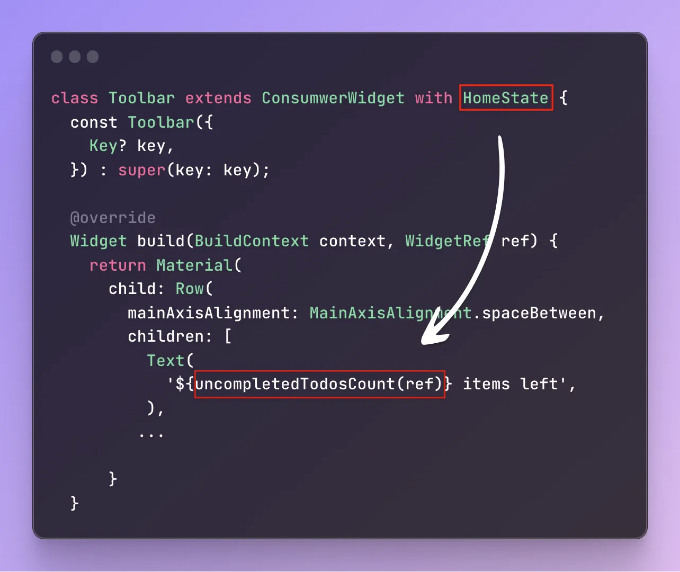 class Toolbar extends ConsumwerWidget with HomeState {
  const Toolbar({
    Key? key,
  }) : super(key: key);

  @override
  Widget build(BuildContext context, WidgetRef ref) {
    return Material(
      child: Row(
        mainAxisAlignment: MainAxisAlignment.spaceBetween,
        children: [
          Text(
            '${uncompletedTodosCount(ref)} items left',
          ),
         ...

      }
  }